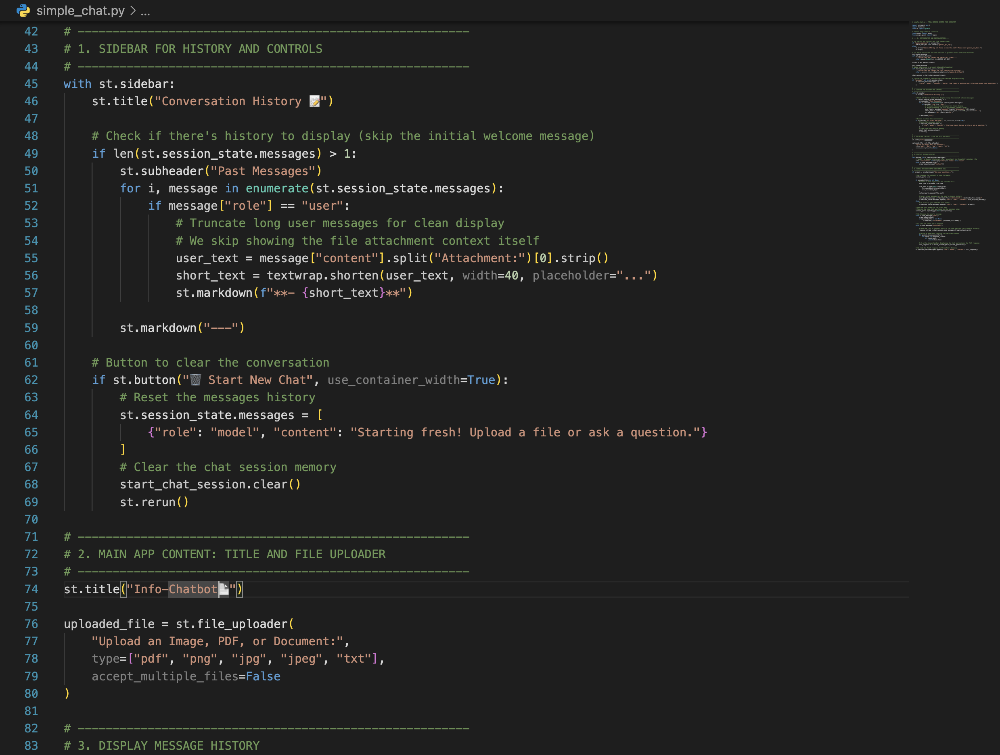 simple_chat.py > ...
42 # --------------------------------------------------------
43 # 1. SIDEBAR FOR HISTORY AND CONTROLS
44 # --------------------------------------------------------
45 with st.sidebar:
46     st.title("Conversation History 📝")
47
48     # Check if there's history to display (skip the initial welcome message)
49     if len(st.session_state.messages) > 1:
50         st.subheader("Past Messages")
51         for i, message in enumerate(st.session_state.messages):
52             if message["role"] == "user":
53                 # Truncate long user messages for clean display
54                 # We skip showing the file attachment context itself
55                 user_text = message["content"].split("Attachment:")[0].strip()
56                 short_text = textwrap.shorten(user_text, width=40, placeholder="...")
57                 st.markdown(f"**- {short_text}**")
58
59         st.markdown("---")
60
61     # Button to clear the conversation
62     if st.button("🗑️ Start New Chat", use_container_width=True):
63         # Reset the messages history
64         st.session_state.messages = [
65             {"role": "model", "content": "Starting fresh! Upload a file or ask a question."}
66         ]
67         # Clear the chat session memory
68         start_chat_session.clear()
69         st.rerun()
70
71 # --------------------------------------------------------
72 # 2. MAIN APP CONTENT: TITLE AND FILE UPLOADER
73 # --------------------------------------------------------
74 st.title("Info-Chatbot📄")
75
76 uploaded_file = st.file_uploader(
77     "Upload an Image, PDF, or Document:",
78     type=["pdf", "png", "jpg", "jpeg", "txt"],
79     accept_multiple_files=False
80 )
81
82 # --------------------------------------------------------
83 # 3. DISPLAY MESSAGE HISTORY